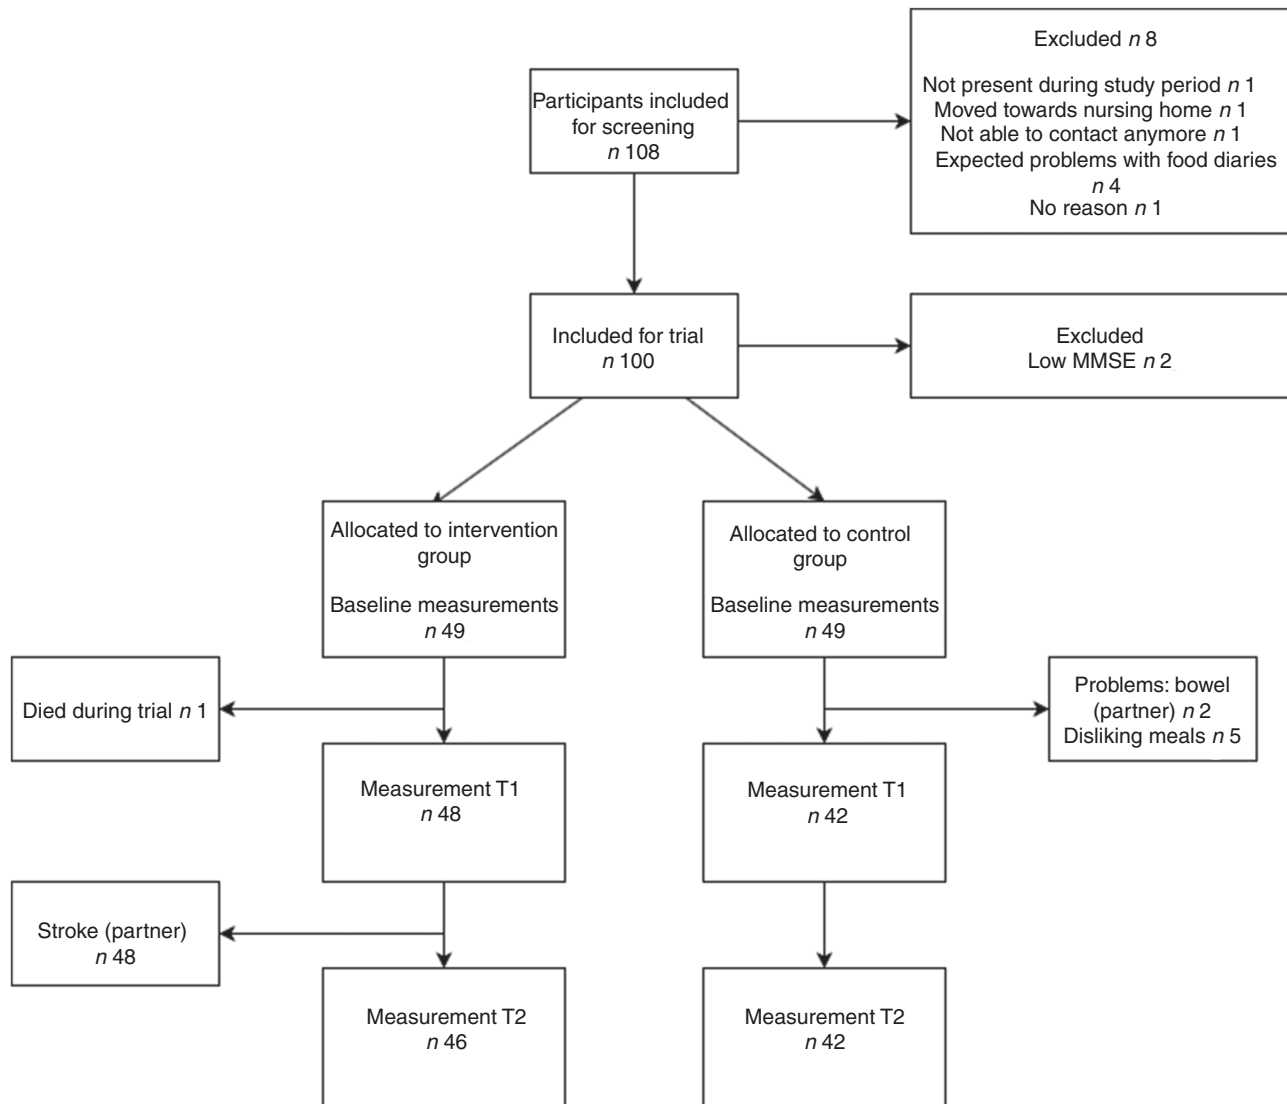 Participants included
for screening
n 108
Excluded n 8
Not present during study period n 1
Moved towards nursing home n 1
Not able to contact anymore n 1
Expected problems with food diaries
n 4
No reason n 1
Included for trial
n 100
Excluded
Low MMSE n 2
Allocated to intervention
group
Baseline measurements
n 49
Allocated to control
group
Baseline measurements
n 49
Died during trial n 1
Problems: bowel
(partner) n 2
Disliking meals n 5
Measurement T1
n 48
Measurement T1
n 42
Stroke (partner)
n 48
Measurement T2
n 46
Measurement T2
n 42